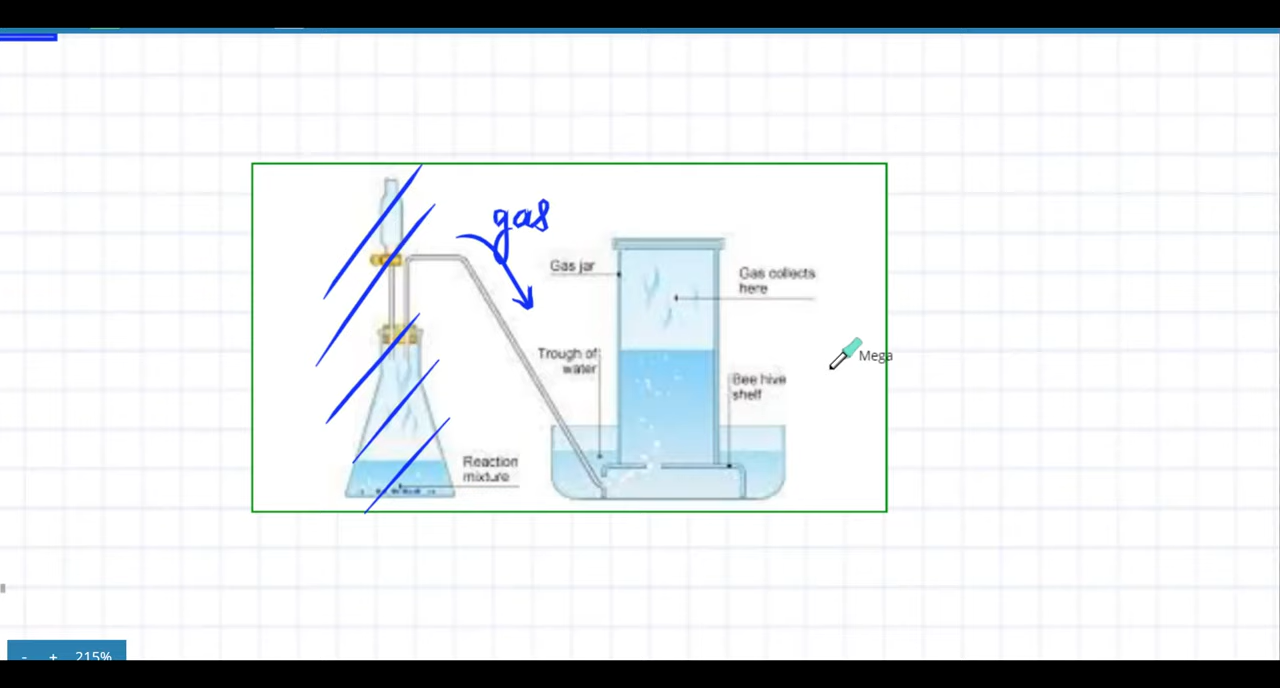 gas
Gas jar
Gas collects
here
Trough of
water
Mega
Bee hive
shelf
Reaction
mixture
- + 215%